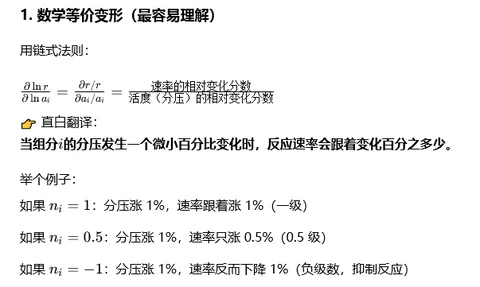 1. 数学等价变形（最容易理解）
用链式法则：
∂ ln r / ∂ ln a_i = (∂r/r) / (∂a_i/a_i) = 速率的相对变化分数 / 活度（分压）的相对变化分数
👉 直白翻译：
当组分i的分压发生一个微小百分比变化时，反应速率会跟着变化百分之多少。
举个例子：
如果 n_i = 1：分压涨 1%，速率跟着涨 1%（一级）
如果 n_i = 0.5：分压涨 1%，速率只涨 0.5%（0.5 级）
如果 n_i = −1：分压涨 1%，速率反而下降 1%（负级数，抑制反应）